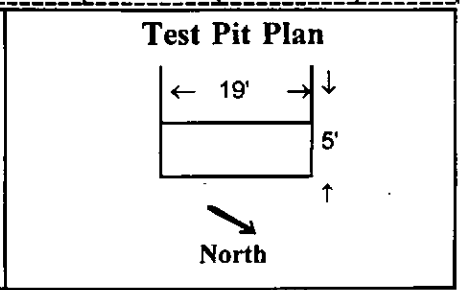 Test Pit Plan
← 19' → ↓
5'
↑
North